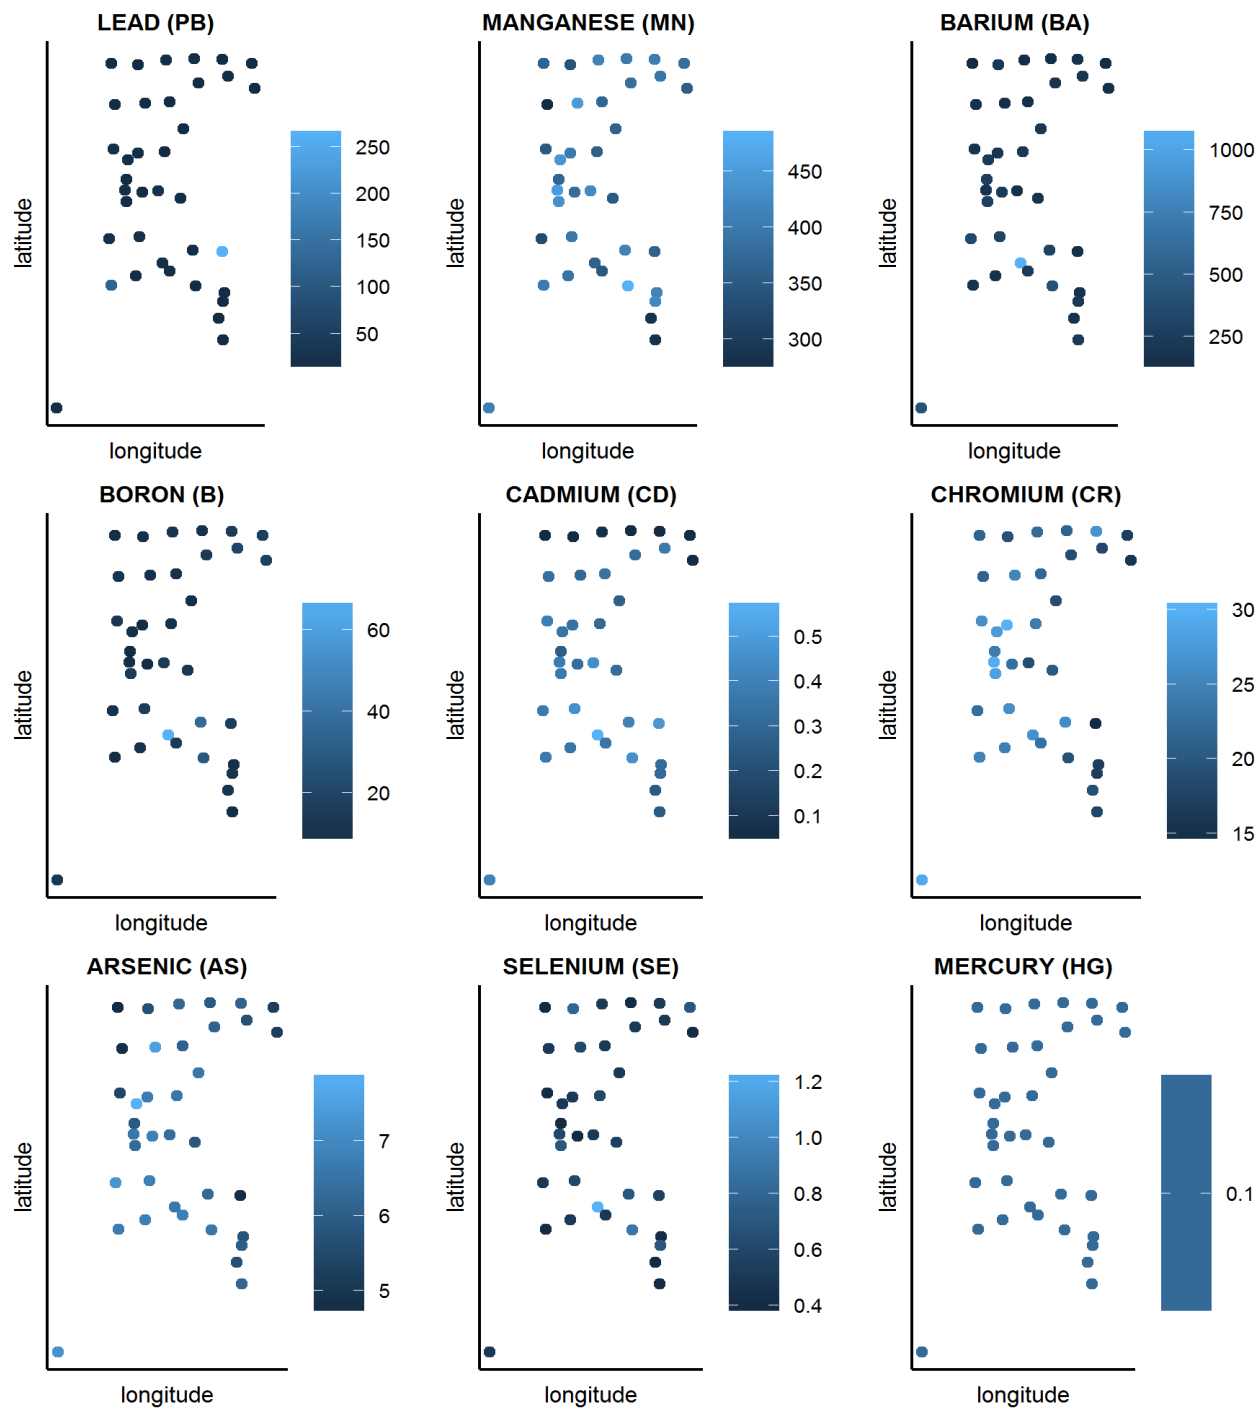 LEAD (PB)
latitude
250
200
150
100
50
longitude
MANGANESE (MN)
latitude
450
400
350
300
longitude
BARIUM (BA)
latitude
1000
750
500
250
longitude
BORON (B)
latitude
60
40
20
longitude
CADMIUM (CD)
latitude
0.5
0.4
0.3
0.2
0.1
longitude
CHROMIUM (CR)
latitude
30
25
20
15
longitude
ARSENIC (AS)
latitude
7
6
5
longitude
SELENIUM (SE)
latitude
1.2
1.0
0.8
0.6
0.4
longitude
MERCURY (HG)
latitude
0.1
longitude